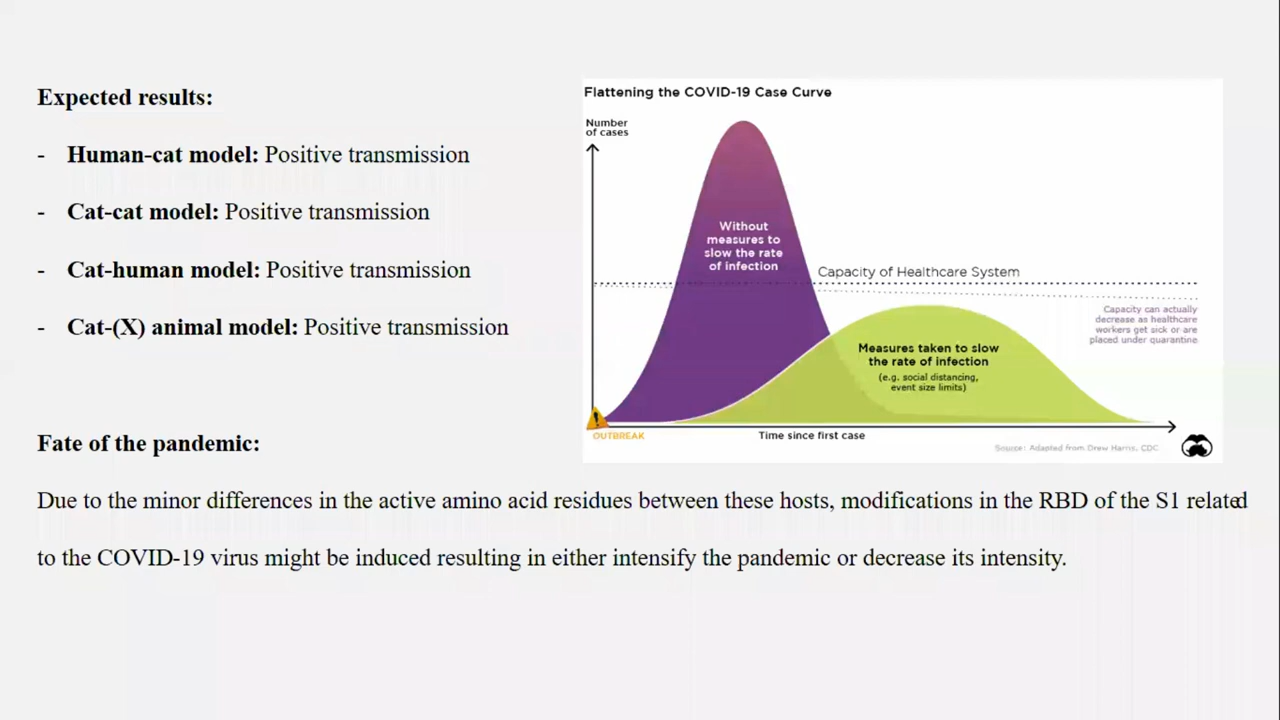 Expected results:
- Human-cat model: Positive transmission
- Cat-cat model: Positive transmission
- Cat-human model: Positive transmission
- Cat-(X) animal model: Positive transmission
Flattening the COVID-19 Case Curve
Number
of cases
Without
measures to
slow the rate
of infection
Capacity of Healthcare System
Capacity can actually
decrease as healthcare
workers get sick or are
placed under quarantine
Measures taken to slow
the rate of infection
(e.g. social distancing,
event size limits)
OUTBREAK
Time since first case
Source: Adapted from Drew Harris, CDC
Fate of the pandemic:
Due to the minor differences in the active amino acid residues between these hosts, modifications in the RBD of the S1 related
to the COVID-19 virus might be induced resulting in either intensify the pandemic or decrease its intensity.